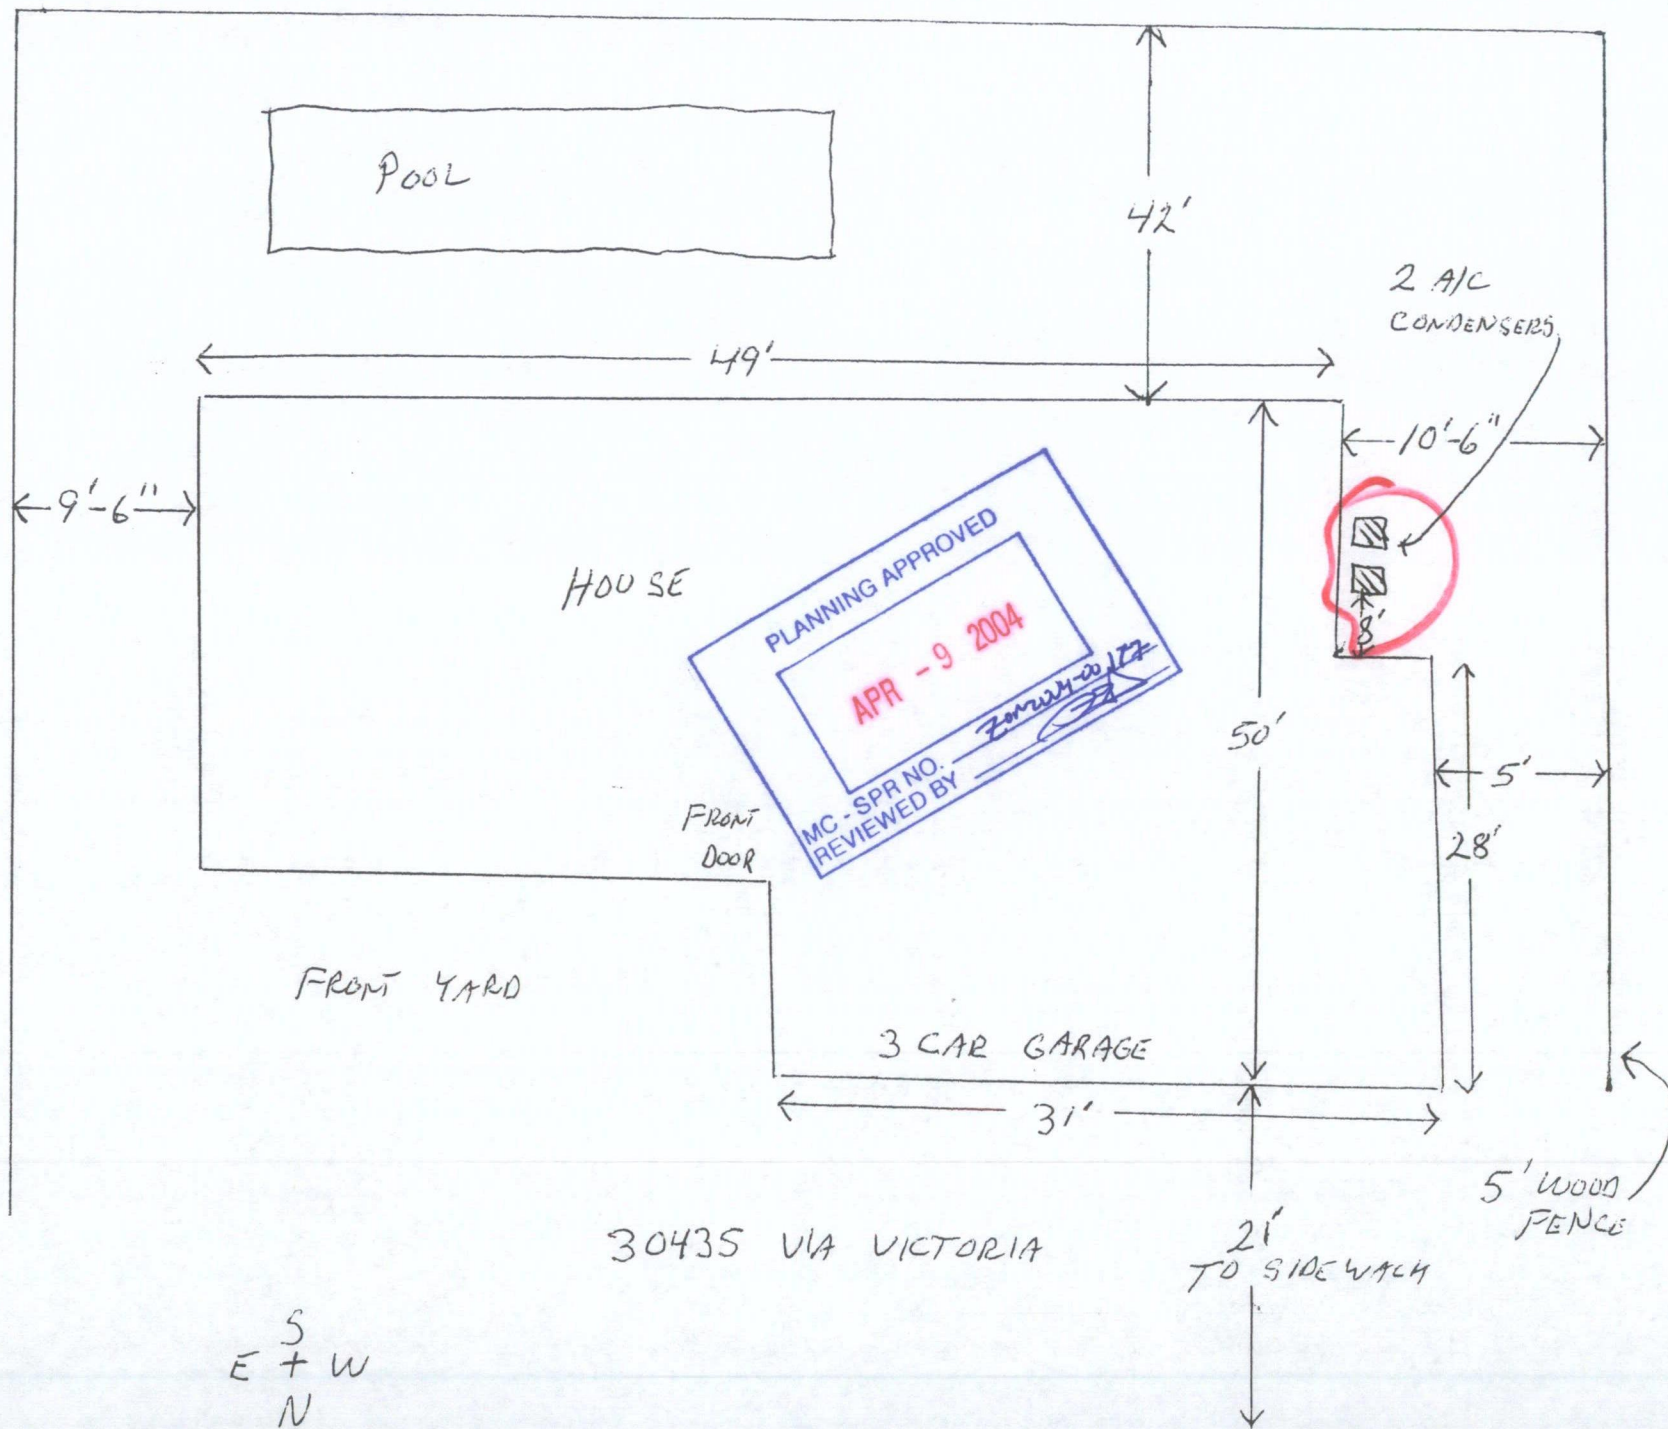 POOL
42'
2 A/C
CONDENSERS
49'
10'-6"
9'-6"
HOUSE
PLANNING APPROVED
APR - 9 2004
MC - SPR NO.
REVIEWED BY
8'
50'
5'
28'
FRONT
DOOR
FRONT YARD
3 CAR GARAGE
31'
5' WOOD
FENCE
30435 VIA VICTORIA
21'
TO SIDEWALK
S
E + W
N